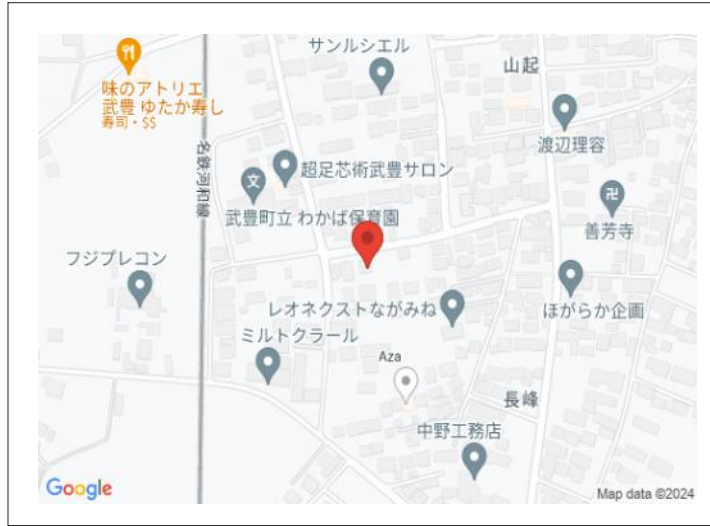 サンルシエル
山起
味のアトリエ
武豊 ゆたか寿し
寿司・$$
渡辺理容
名鉄河和線
文
超足芯術武豊サロン
武豊町立 わかば保育園
卍
善芳寺
フジプレコン
レオネクストながみね
ほがらか企画
ミルトクラール
Aza
長峰
中野工務店
Google
Map data ©2024